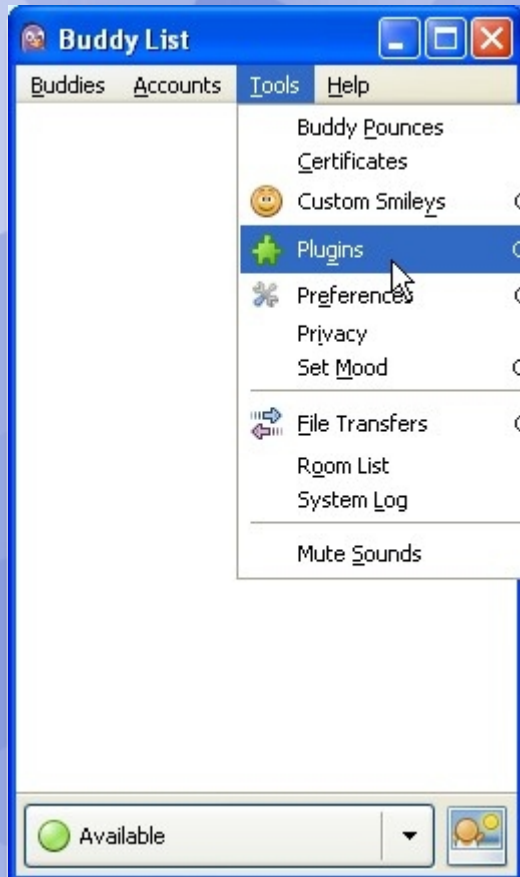 Buddy List
Buddies Accounts Tools Help
Buddy Pounces
Certificates
Custom Smileys
Plugins
Preferences
Privacy
Set Mood
File Transfers
Room List
System Log
Mute Sounds
Available